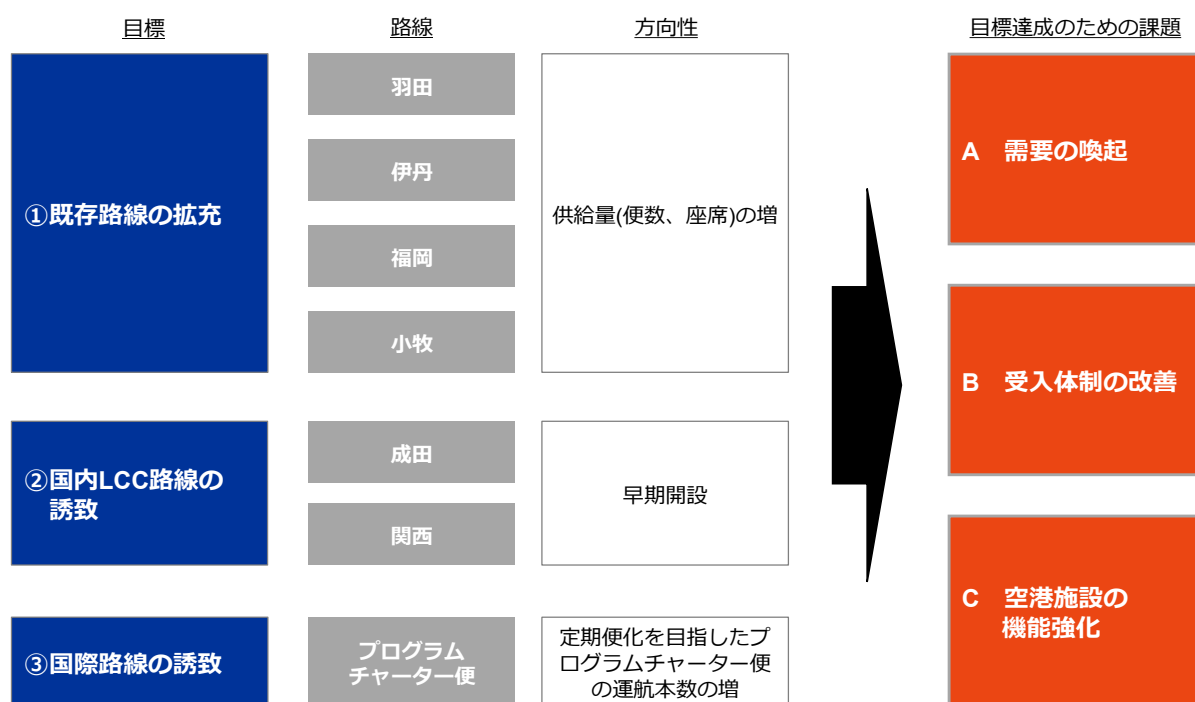 目標
路線
方向性
目標達成のための課題
①既存路線の拡充
羽田
伊丹
福岡
小牧
供給量(便数、座席)の増
②国内LCC路線の
誘致
成田
関西
早期開設
③国際路線の誘致
プログラム
チャーター便
定期便化を目指したプ
ログラムチャーター便
の運航本数の増
A 需要の喚起
B 受入体制の改善
C 空港施設の
機能強化